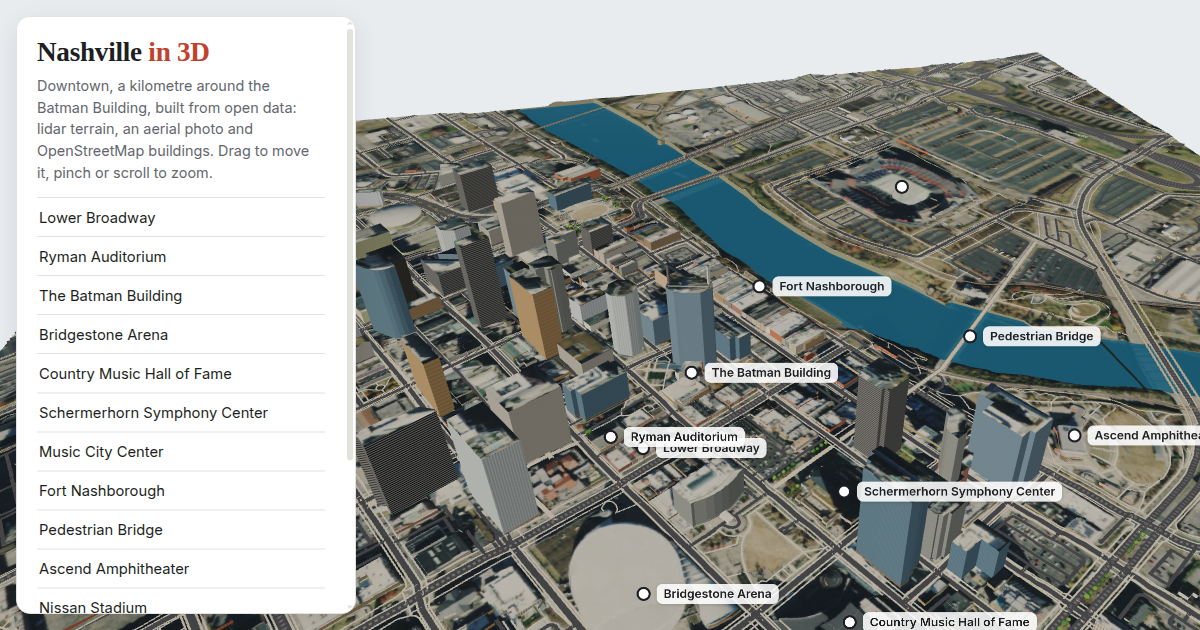 Nashville in 3D
Downtown, a kilometre around the
Batman Building, built from open data:
lidar terrain, an aerial photo and
OpenStreetMap buildings. Drag to move
it, pinch or scroll to zoom.
Lower Broadway
Ryman Auditorium
The Batman Building
Bridgestone Arena
Country Music Hall of Fame
Schermerhorn Symphony Center
Music City Center
Fort Nashborough
Pedestrian Bridge
Ascend Amphitheater
Nissan Stadium
Fort Nashborough
Pedestrian Bridge
The Batman Building
Ryman Auditorium
Lower Broadway
Ascend Amphithea
Schermerhorn Symphony Center
Bridgestone Arena
Country Music Hall of Fame